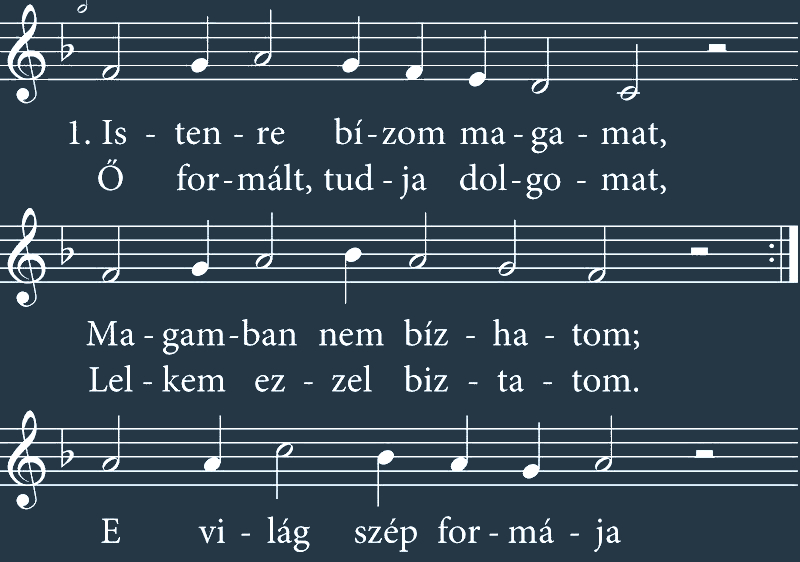 1. Is - ten - re bí - zom ma - ga - mat,
Ő for - mált, tud - ja dol - go - mat,
Ma - gam - ban nem bíz - ha - tom;
Lel - kem ez - zel biz - ta - tom.
E vi - lág szép for - má - ja